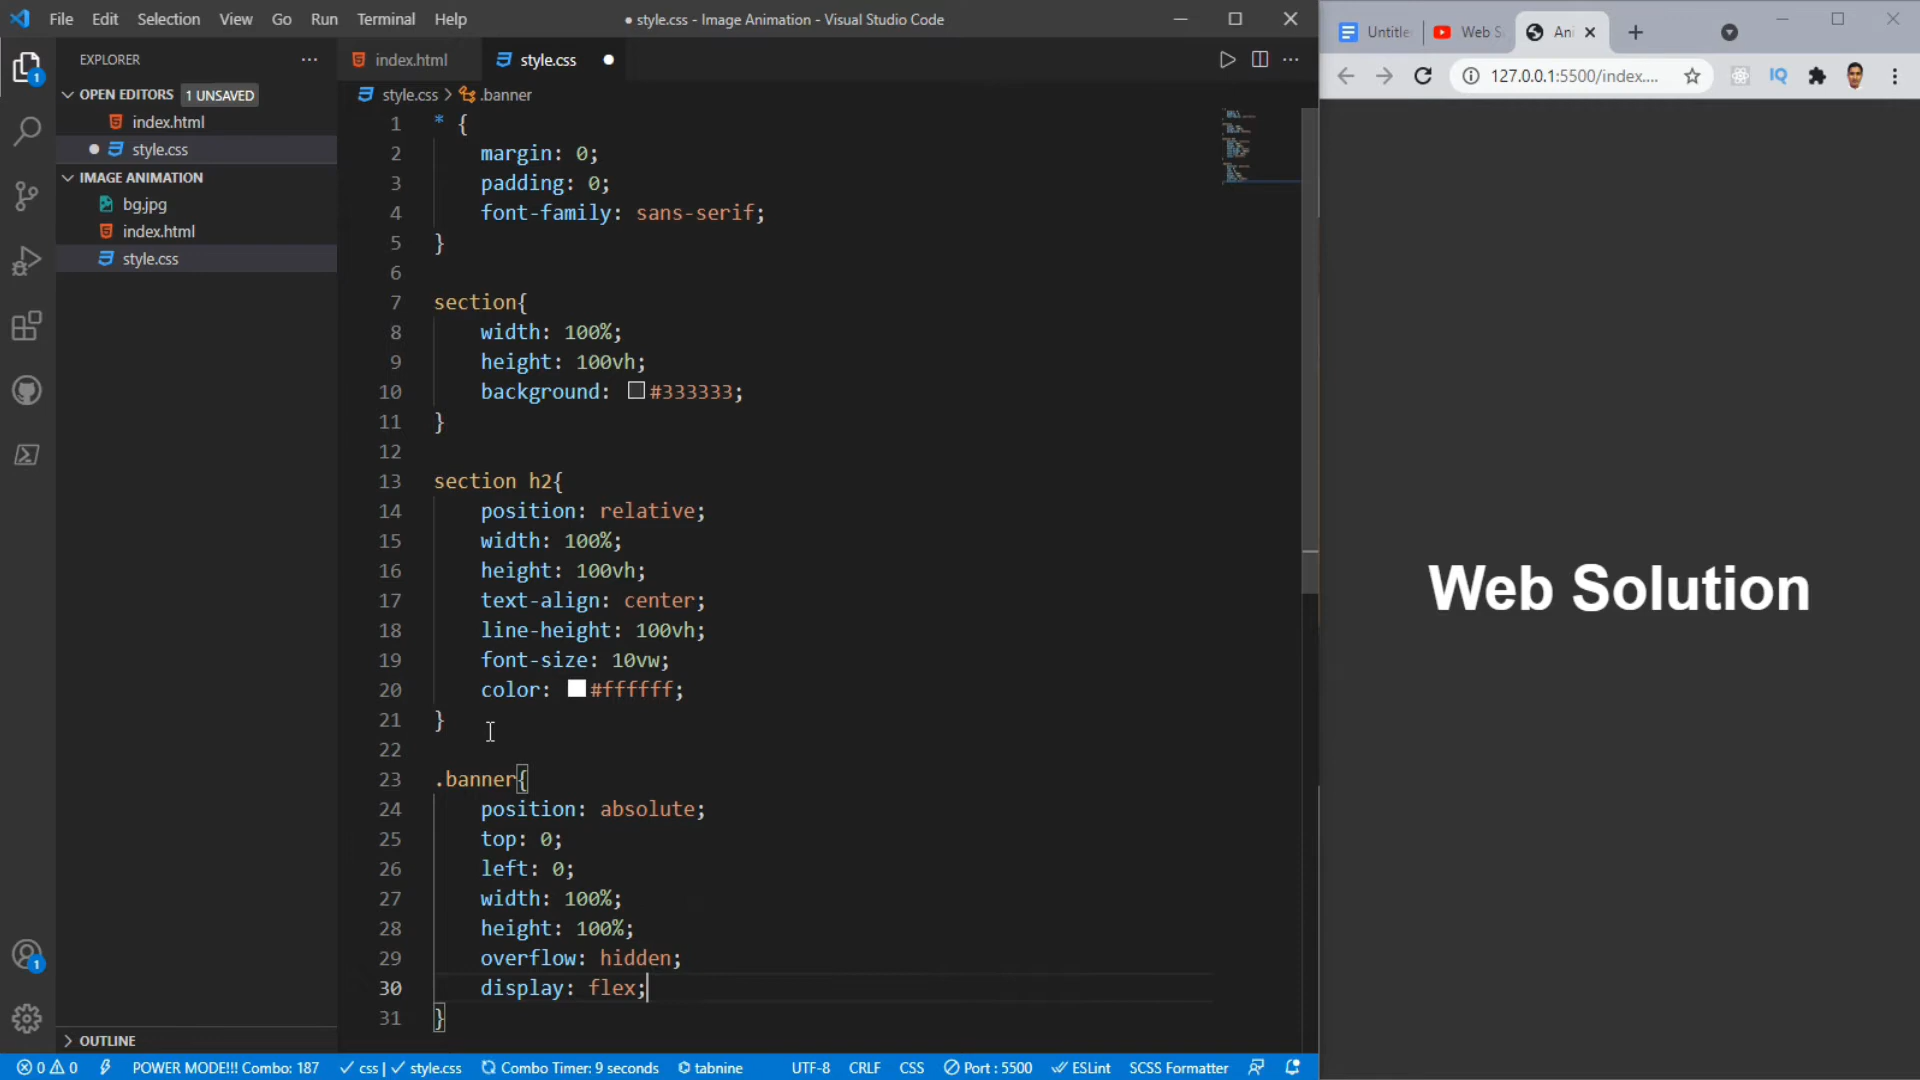 File Edit Selection View Go Run Terminal Help
● style.css - Image Animation - Visual Studio Code
Untitle
Web S
Ani
127.0.0.1:5500/index....
EXPLORER
OPEN EDITORS 1 UNSAVED
index.html
style.css
IMAGE ANIMATION
bg.jpg
index.html
style.css
OUTLINE
1
1
index.html
style.css
style.css > .banner
1 * {
2 margin: 0;
3 padding: 0;
4 font-family: sans-serif;
5 }
6
7 section{
8 width: 100%;
9 height: 100vh;
10 background: #333333;
11 }
12
13 section h2{
14 position: relative;
15 width: 100%;
16 height: 100vh;
17 text-align: center;
18 line-height: 100vh;
19 font-size: 10vw;
20 color: #ffffff;
21 }
22
23 .banner{
24 position: absolute;
25 top: 0;
26 left: 0;
27 width: 100%;
28 height: 100%;
29 overflow: hidden;
30 display: flex;
31 }
Web Solution
0 0 POWER MODE!!! Combo: 187 css | style.css Combo Timer: 9 seconds tabnine UTF-8 CRLF CSS Port : 5500 ESLint SCSS Formatter